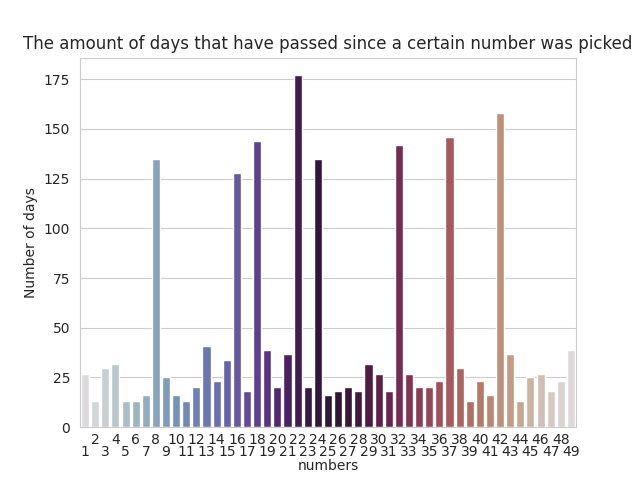 The amount of days that have passed since a certain number was picked
175
150
125
100
75
50
25
0
Number of days
2 4 6 8 10 12 14 16 18 20 22 24 26 28 30 32 34 36 38 40 42 44 46 48
1 3 5 7 9 11 13 15 17 19 21 23 25 27 29 31 33 35 37 39 41 43 45 47 49
numbers